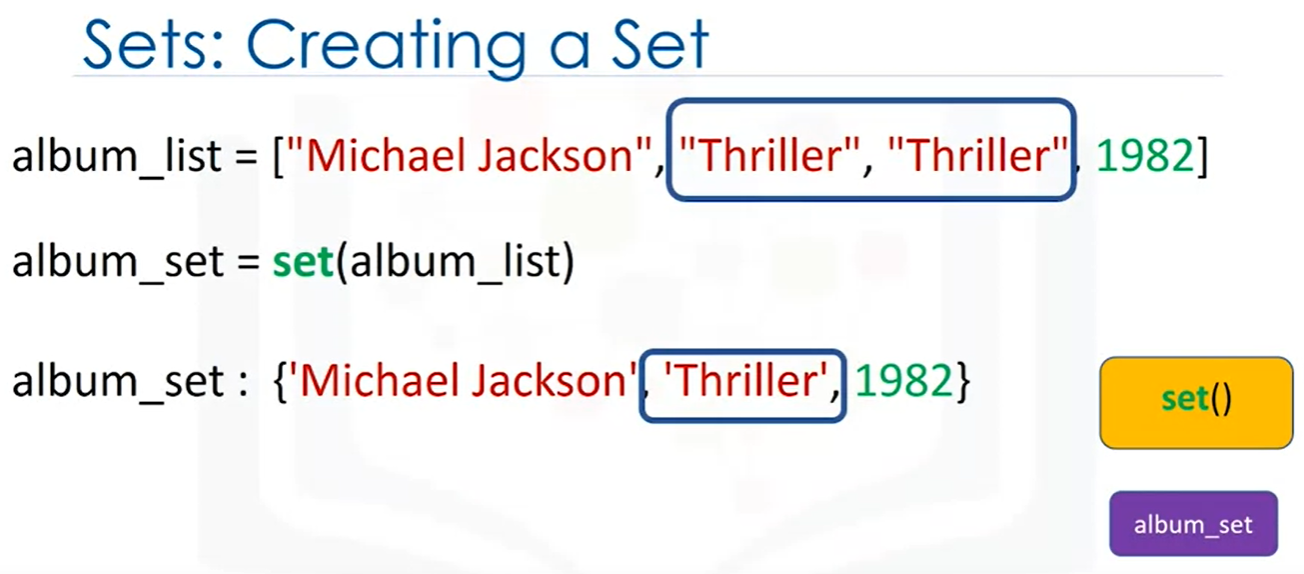 Sets: Creating a Set
album_list = ["Michael Jackson", "Thriller", "Thriller", 1982]
album_set = set(album_list)
album_set : {'Michael Jackson', 'Thriller', 1982}
set()
album_set